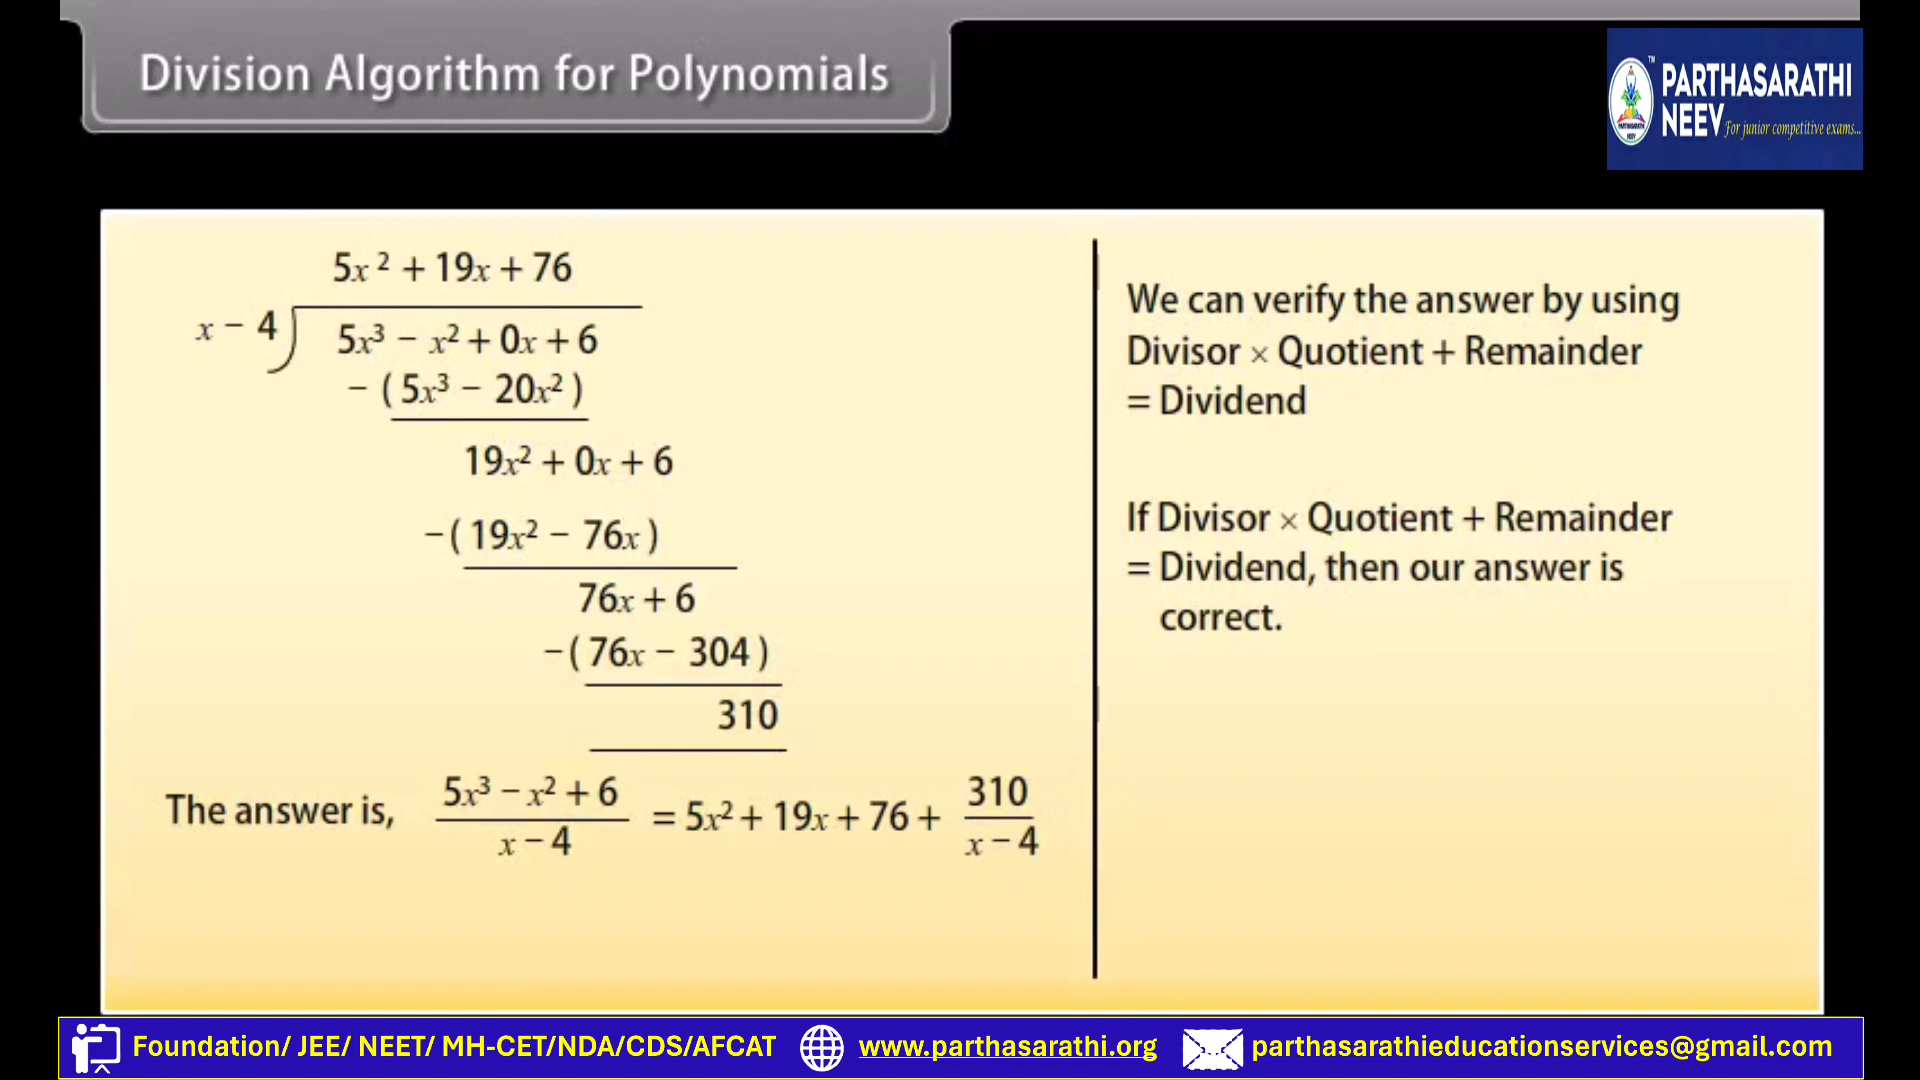 Division Algorithm for Polynomials
™
PARTHASARATHI
NEEV For junior competitive exams...
PARTHASARATHI
NEEV
5x² + 19x + 76
x − 4) 5x³ − x² + 0x + 6
− ( 5x³ − 20x² )
19x² + 0x + 6
−( 19x² − 76x )
76x + 6
−( 76x − 304 )
310
The answer is, (5x³ − x² + 6)/(x − 4) = 5x² + 19x + 76 + 310/(x − 4)
We can verify the answer by using
Divisor × Quotient + Remainder
= Dividend
If Divisor × Quotient + Remainder
= Dividend, then our answer is
correct.
Foundation/ JEE/ NEET/ MH-CET/NDA/CDS/AFCAT www.parthasarathi.org parthasarathieducationservices@gmail.com